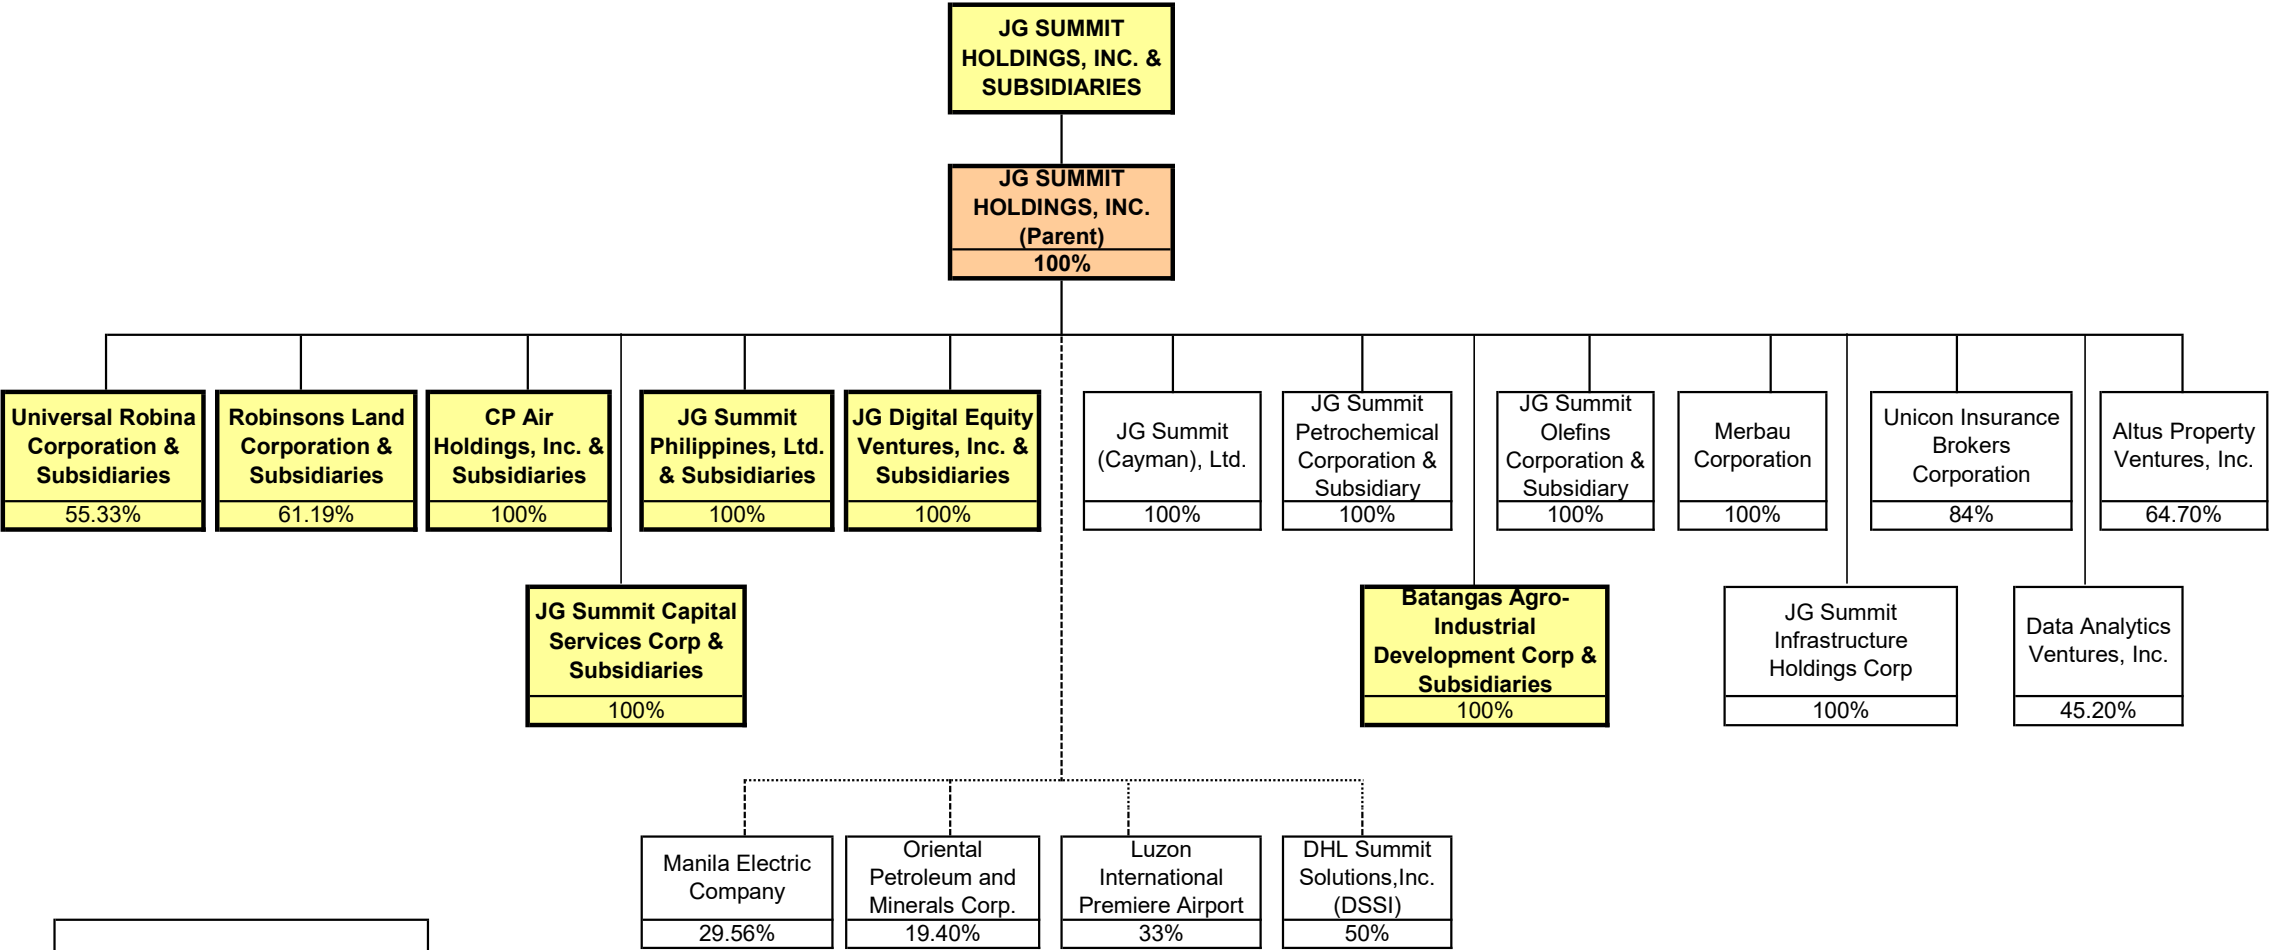 JG SUMMIT
HOLDINGS, INC. &
SUBSIDIARIES
JG SUMMIT
HOLDINGS, INC.
(Parent)
100%
Universal Robina
Corporation &
Subsidiaries
55.33%
Robinsons Land
Corporation &
Subsidiaries
61.19%
CP Air
Holdings, Inc. &
Subsidiaries
100%
JG Summit
Philippines, Ltd.
& Subsidiaries
100%
JG Digital Equity
Ventures, Inc. &
Subsidiaries
100%
JG Summit
(Cayman), Ltd.
100%
JG Summit
Petrochemical
Corporation &
Subsidiary
100%
JG Summit
Olefins
Corporation &
Subsidiary
100%
Merbau
Corporation
100%
Unicon Insurance
Brokers
Corporation
84%
Altus Property
Ventures, Inc.
64.70%
JG Summit Capital
Services Corp &
Subsidiaries
100%
Batangas Agro-
Industrial
Development Corp &
Subsidiaries
100%
JG Summit
Infrastructure
Holdings Corp
100%
Data Analytics
Ventures, Inc.
45.20%
Manila Electric
Company
29.56%
Oriental
Petroleum and
Minerals Corp.
19.40%
Luzon
International
Premiere Airport
33%
DHL Summit
Solutions,Inc.
(DSSI)
50%